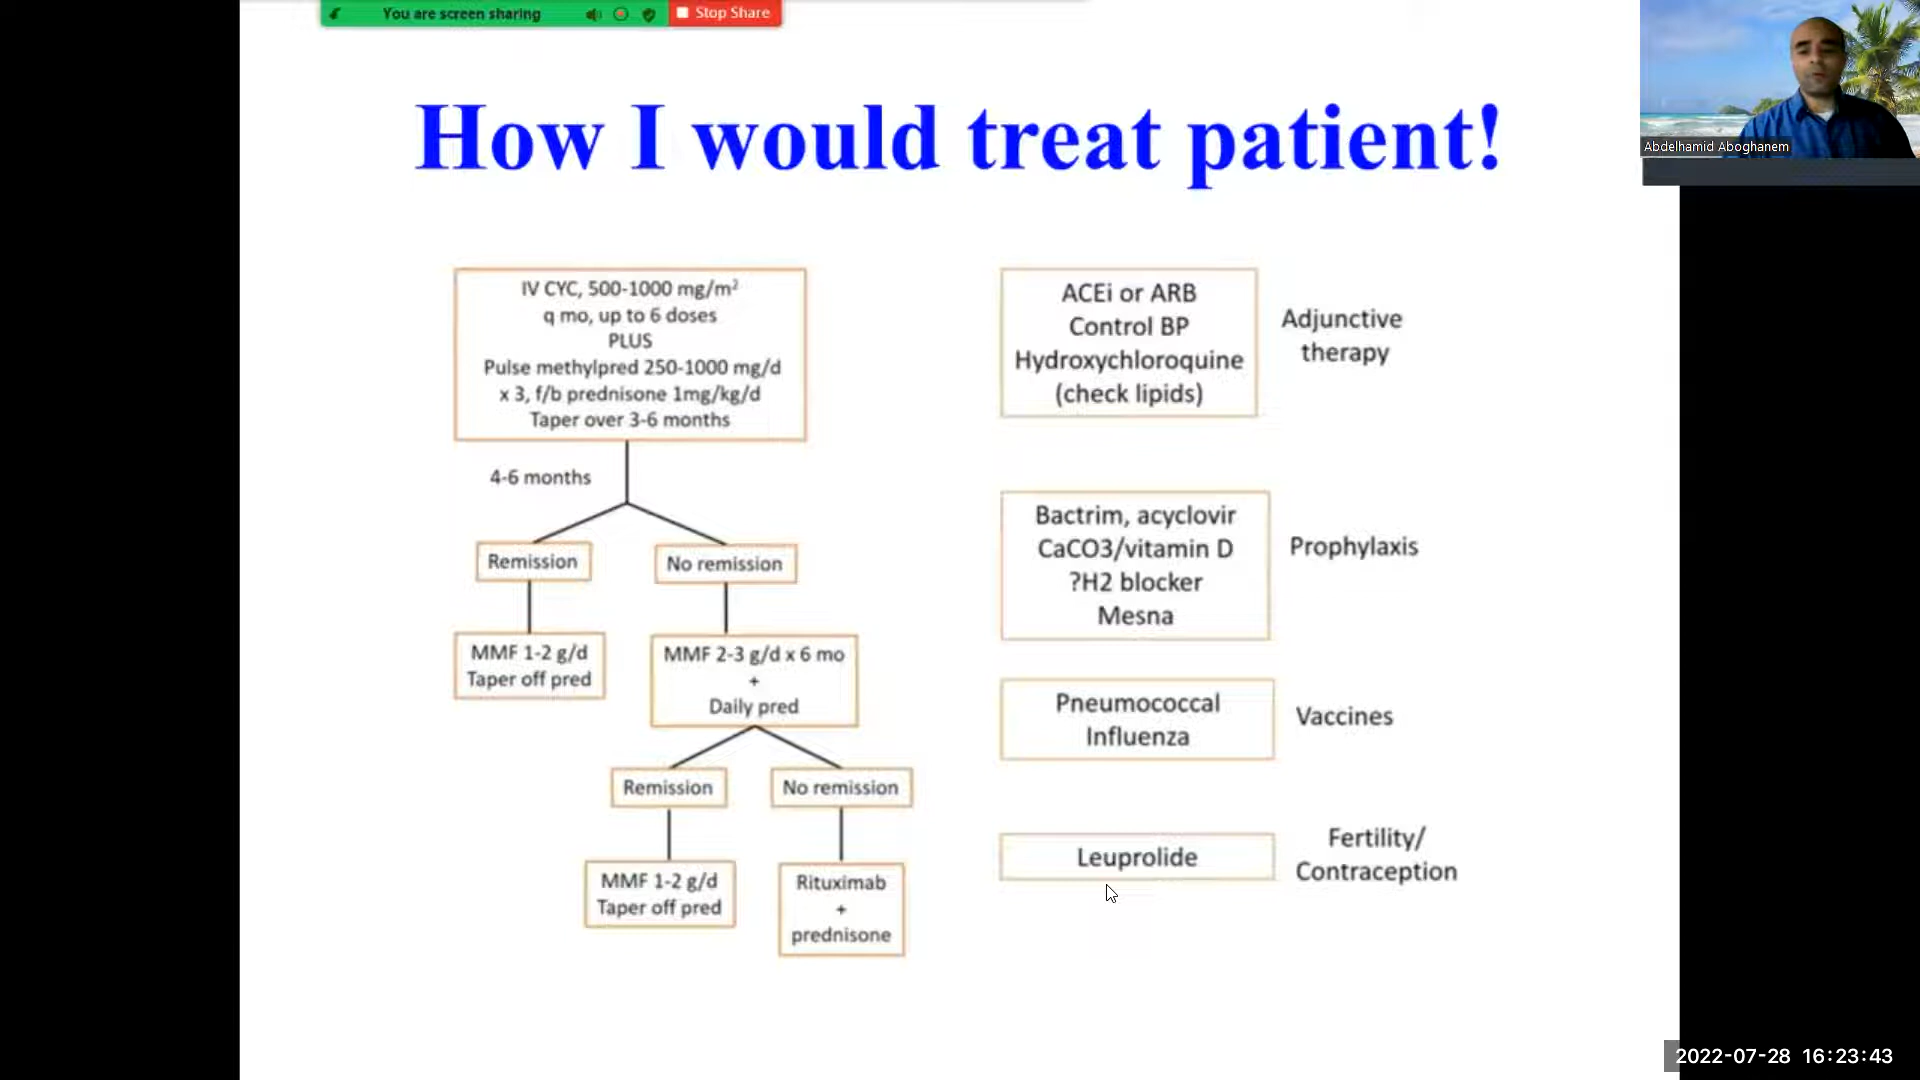 You are screen sharing
Stop Share
Abdelhamid Aboghanem
How I would treat patient!
IV CYC, 500-1000 mg/m²
q mo, up to 6 doses
PLUS
Pulse methylpred 250-1000 mg/d
x 3, f/b prednisone 1mg/kg/d
Taper over 3-6 months
4-6 months
Remission
No remission
MMF 1-2 g/d
Taper off pred
MMF 2-3 g/d x 6 mo
+
Daily pred
Remission
No remission
MMF 1-2 g/d
Taper off pred
Rituximab
+
prednisone
ACEi or ARB
Control BP
Hydroxychloroquine
(check lipids)
Adjunctive
therapy
Bactrim, acyclovir
CaCO3/vitamin D
?H2 blocker
Mesna
Prophylaxis
Pneumococcal
Influenza
Vaccines
Leuprolide
Fertility/
Contraception
2022-07-28 16:23:43